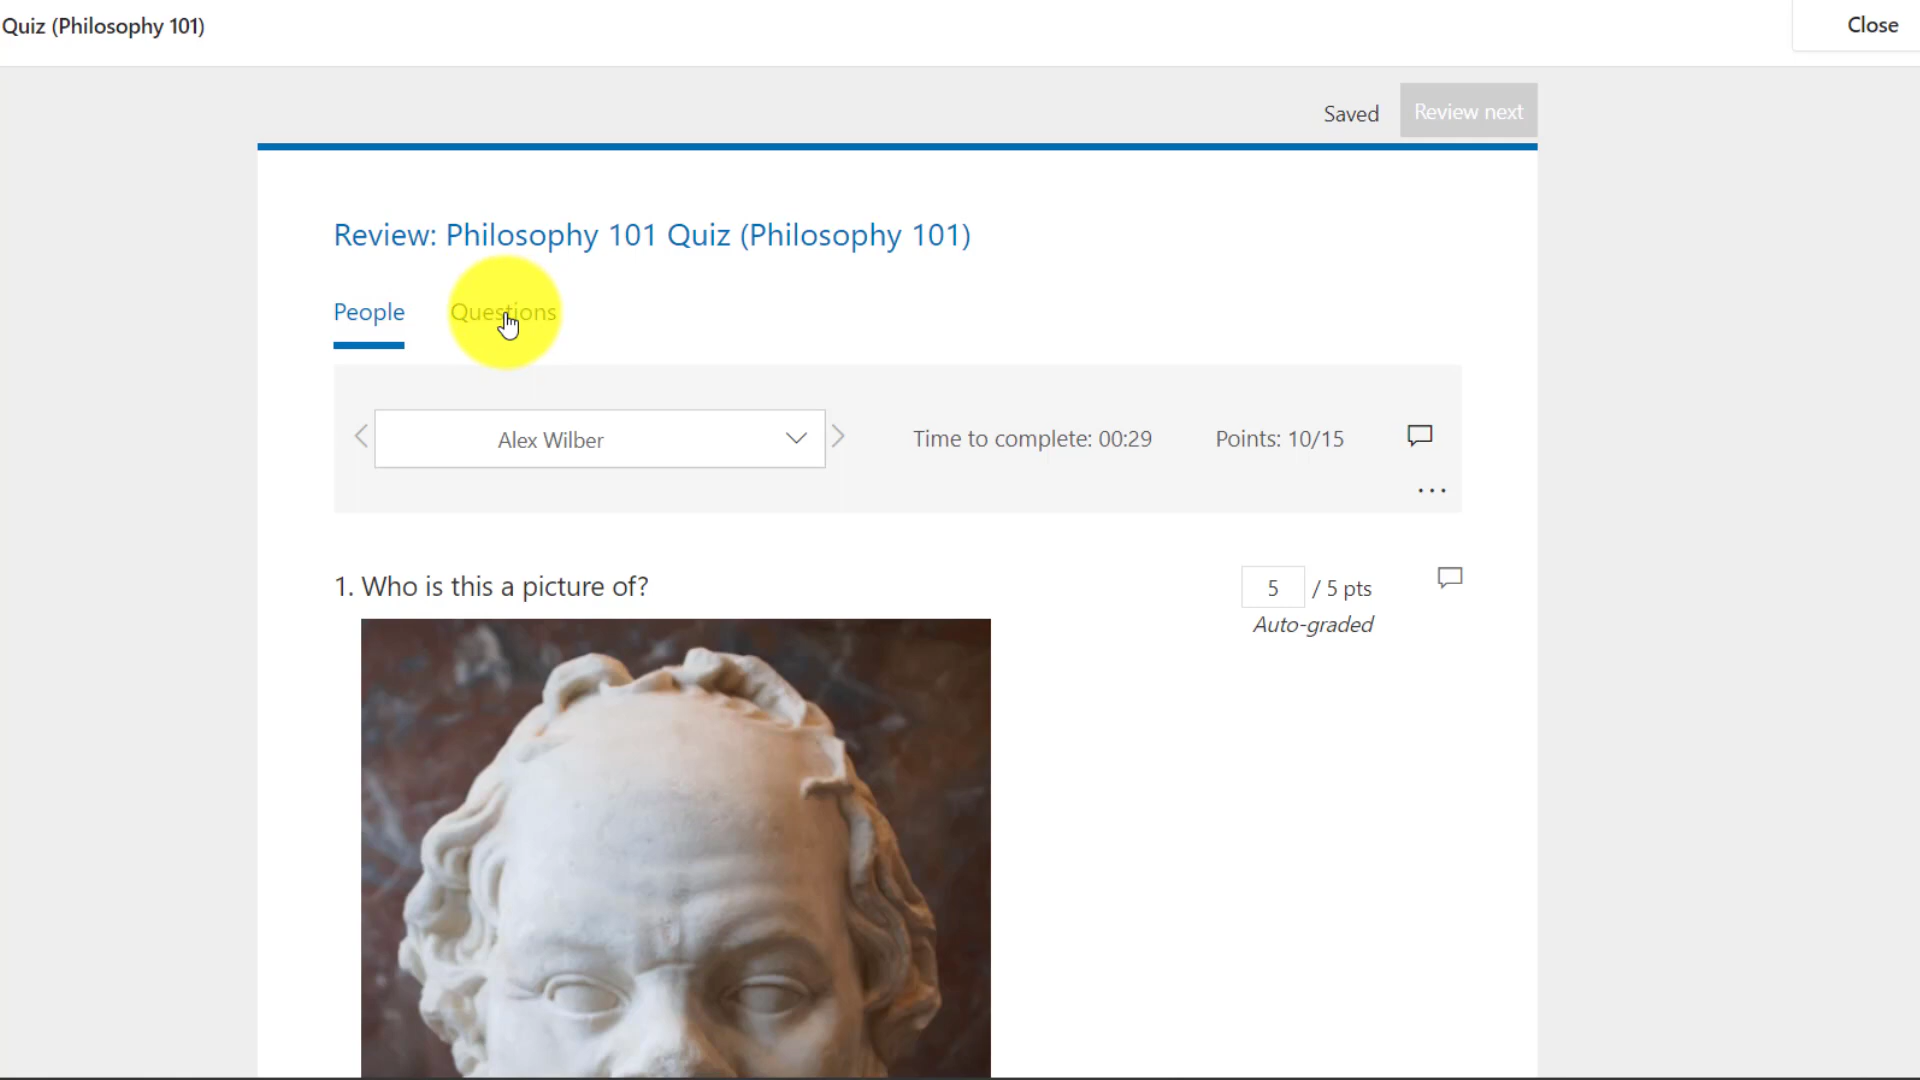 Quiz (Philosophy 101)
Close
Saved
Review next
Review: Philosophy 101 Quiz (Philosophy 101)
People
Questions
Alex Wilber
Time to complete: 00:29
Points: 10/15
1. Who is this a picture of?
5 / 5 pts
Auto-graded